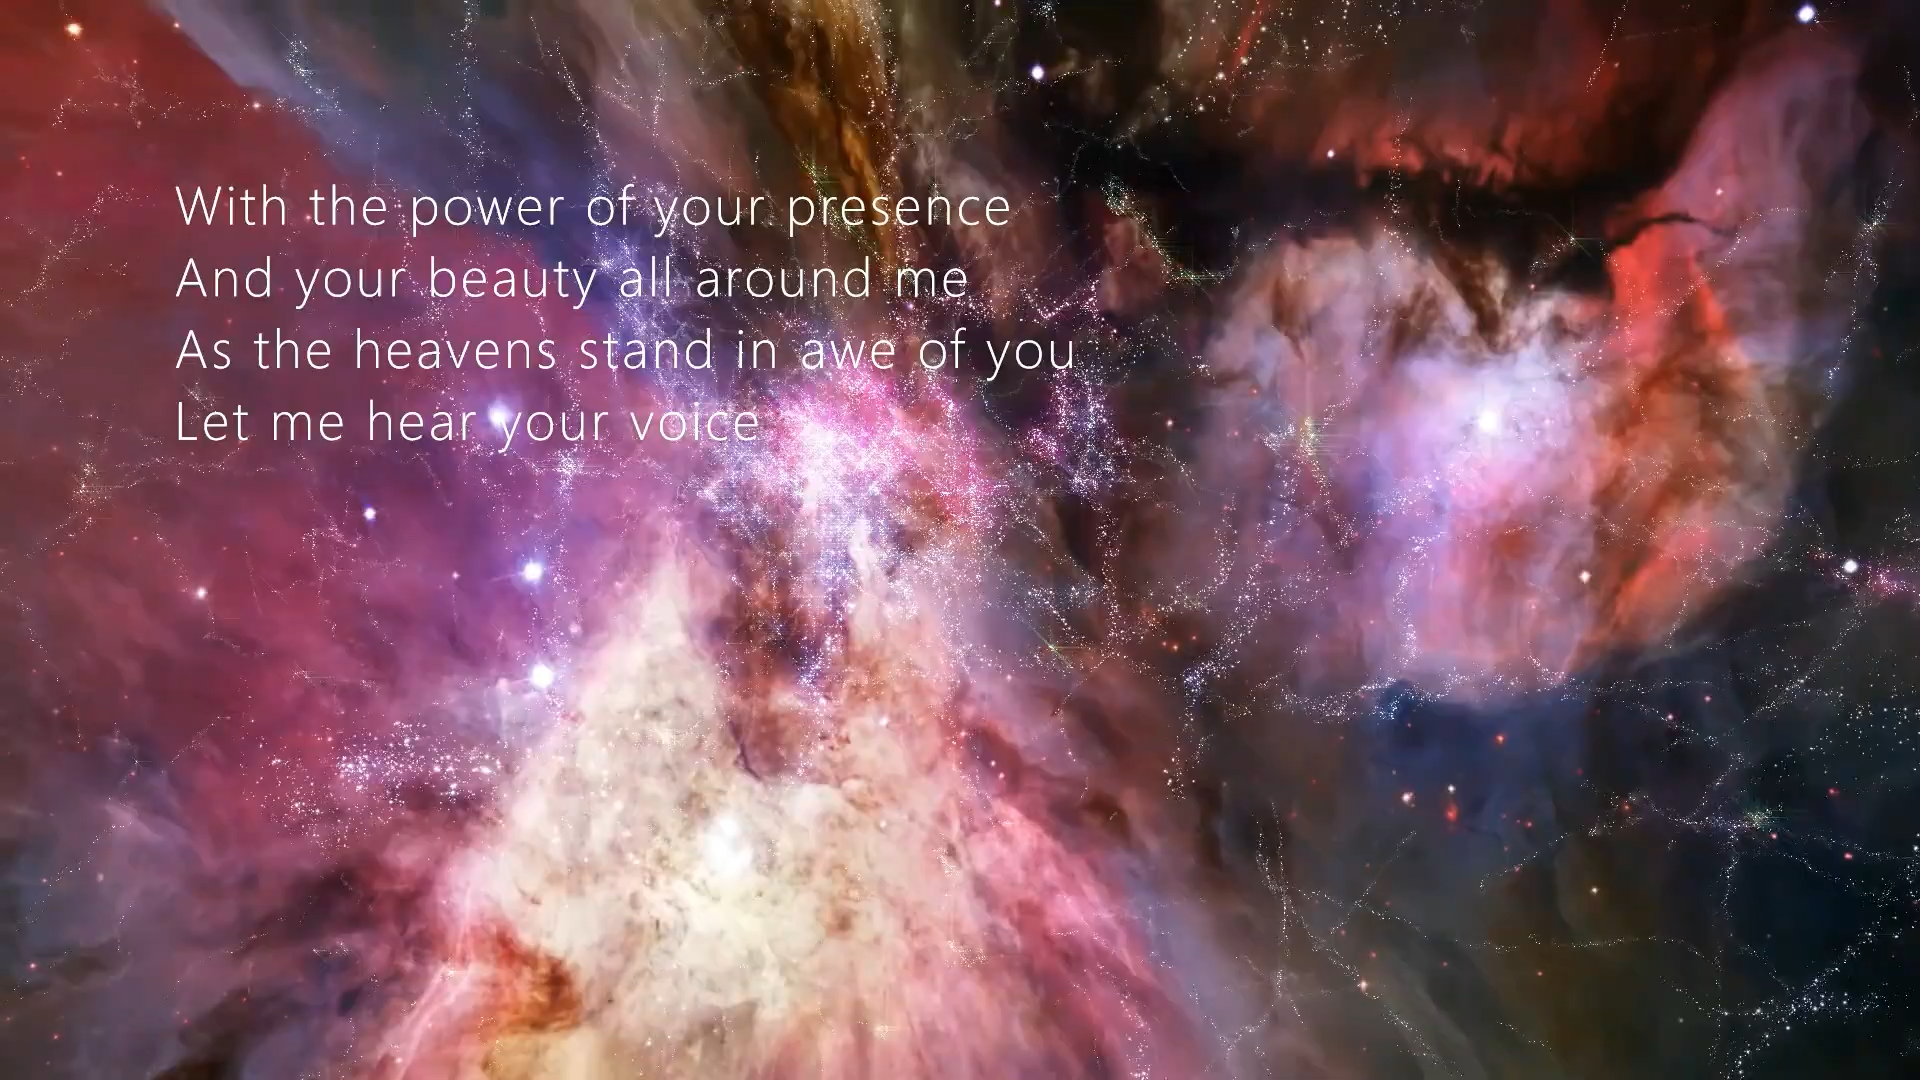 With the power of your presence
And your beauty all around me
As the heavens stand in awe of you
Let me hear your voice